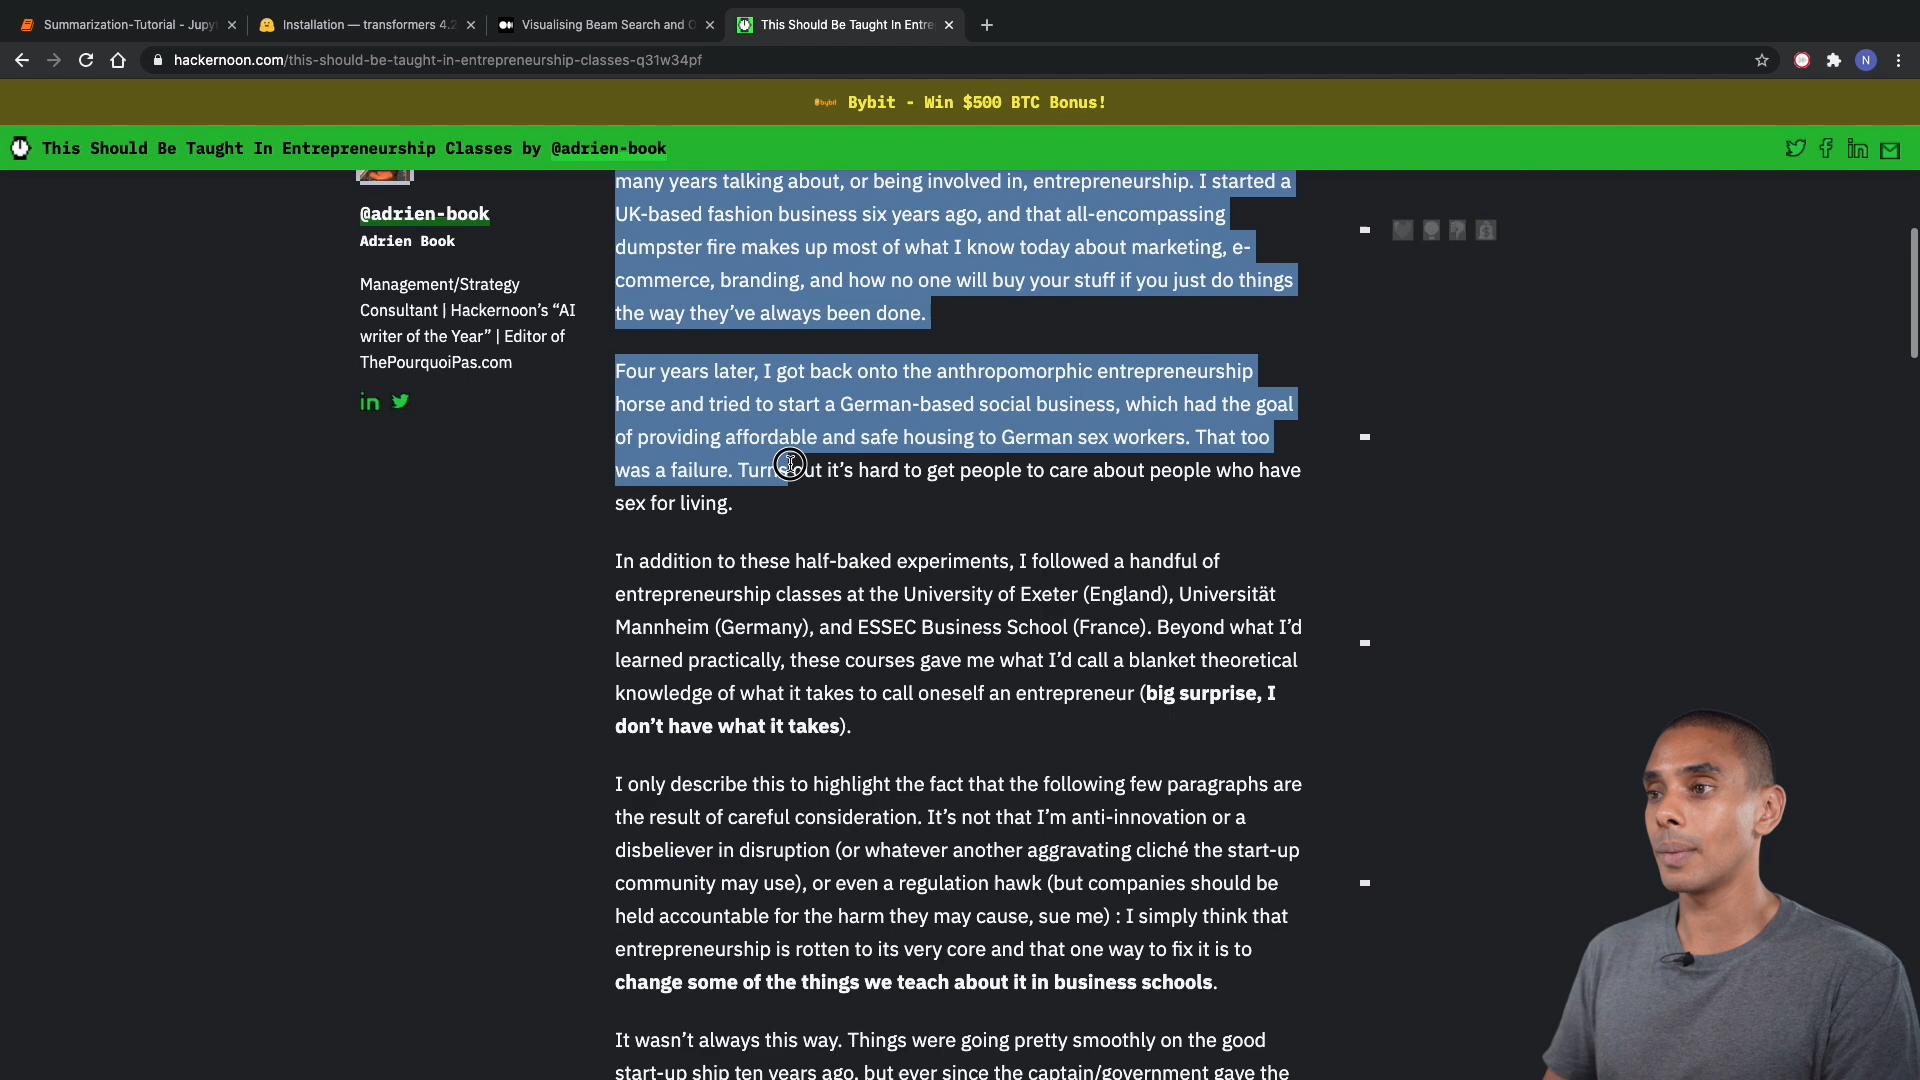 Summarization-Tutorial - Jupy
Installation — transformers 4.2
Visualising Beam Search and O
This Should Be Taught In Entre
hackernoon.com/this-should-be-taught-in-entrepreneurship-classes-q31w34pf
N
bybit Bybit - Win $500 BTC Bonus!
This Should Be Taught In Entrepreneurship Classes by @adrien-book
@adrien-book
Adrien Book
Management/Strategy
Consultant | Hackernoon’s “AI
writer of the Year” | Editor of
ThePourquoiPas.com
many years talking about, or being involved in, entrepreneurship. I started a
UK-based fashion business six years ago, and that all-encompassing
dumpster fire makes up most of what I know today about marketing, e-
commerce, branding, and how no one will buy your stuff if you just do things
the way they’ve always been done.
Four years later, I got back onto the anthropomorphic entrepreneurship
horse and tried to start a German-based social business, which had the goal
of providing affordable and safe housing to German sex workers. That too
was a failure. Turns out it’s hard to get people to care about people who have
sex for living.
In addition to these half-baked experiments, I followed a handful of
entrepreneurship classes at the University of Exeter (England), Universität
Mannheim (Germany), and ESSEC Business School (France). Beyond what I’d
learned practically, these courses gave me what I’d call a blanket theoretical
knowledge of what it takes to call oneself an entrepreneur (big surprise, I
don’t have what it takes).
I only describe this to highlight the fact that the following few paragraphs are
the result of careful consideration. It’s not that I’m anti-innovation or a
disbeliever in disruption (or whatever another aggravating cliché the start-up
community may use), or even a regulation hawk (but companies should be
held accountable for the harm they may cause, sue me) : I simply think that
entrepreneurship is rotten to its very core and that one way to fix it is to
change some of the things we teach about it in business schools.
It wasn’t always this way. Things were going pretty smoothly on the good
start-up ship ten years ago, but ever since the captain/government gave the